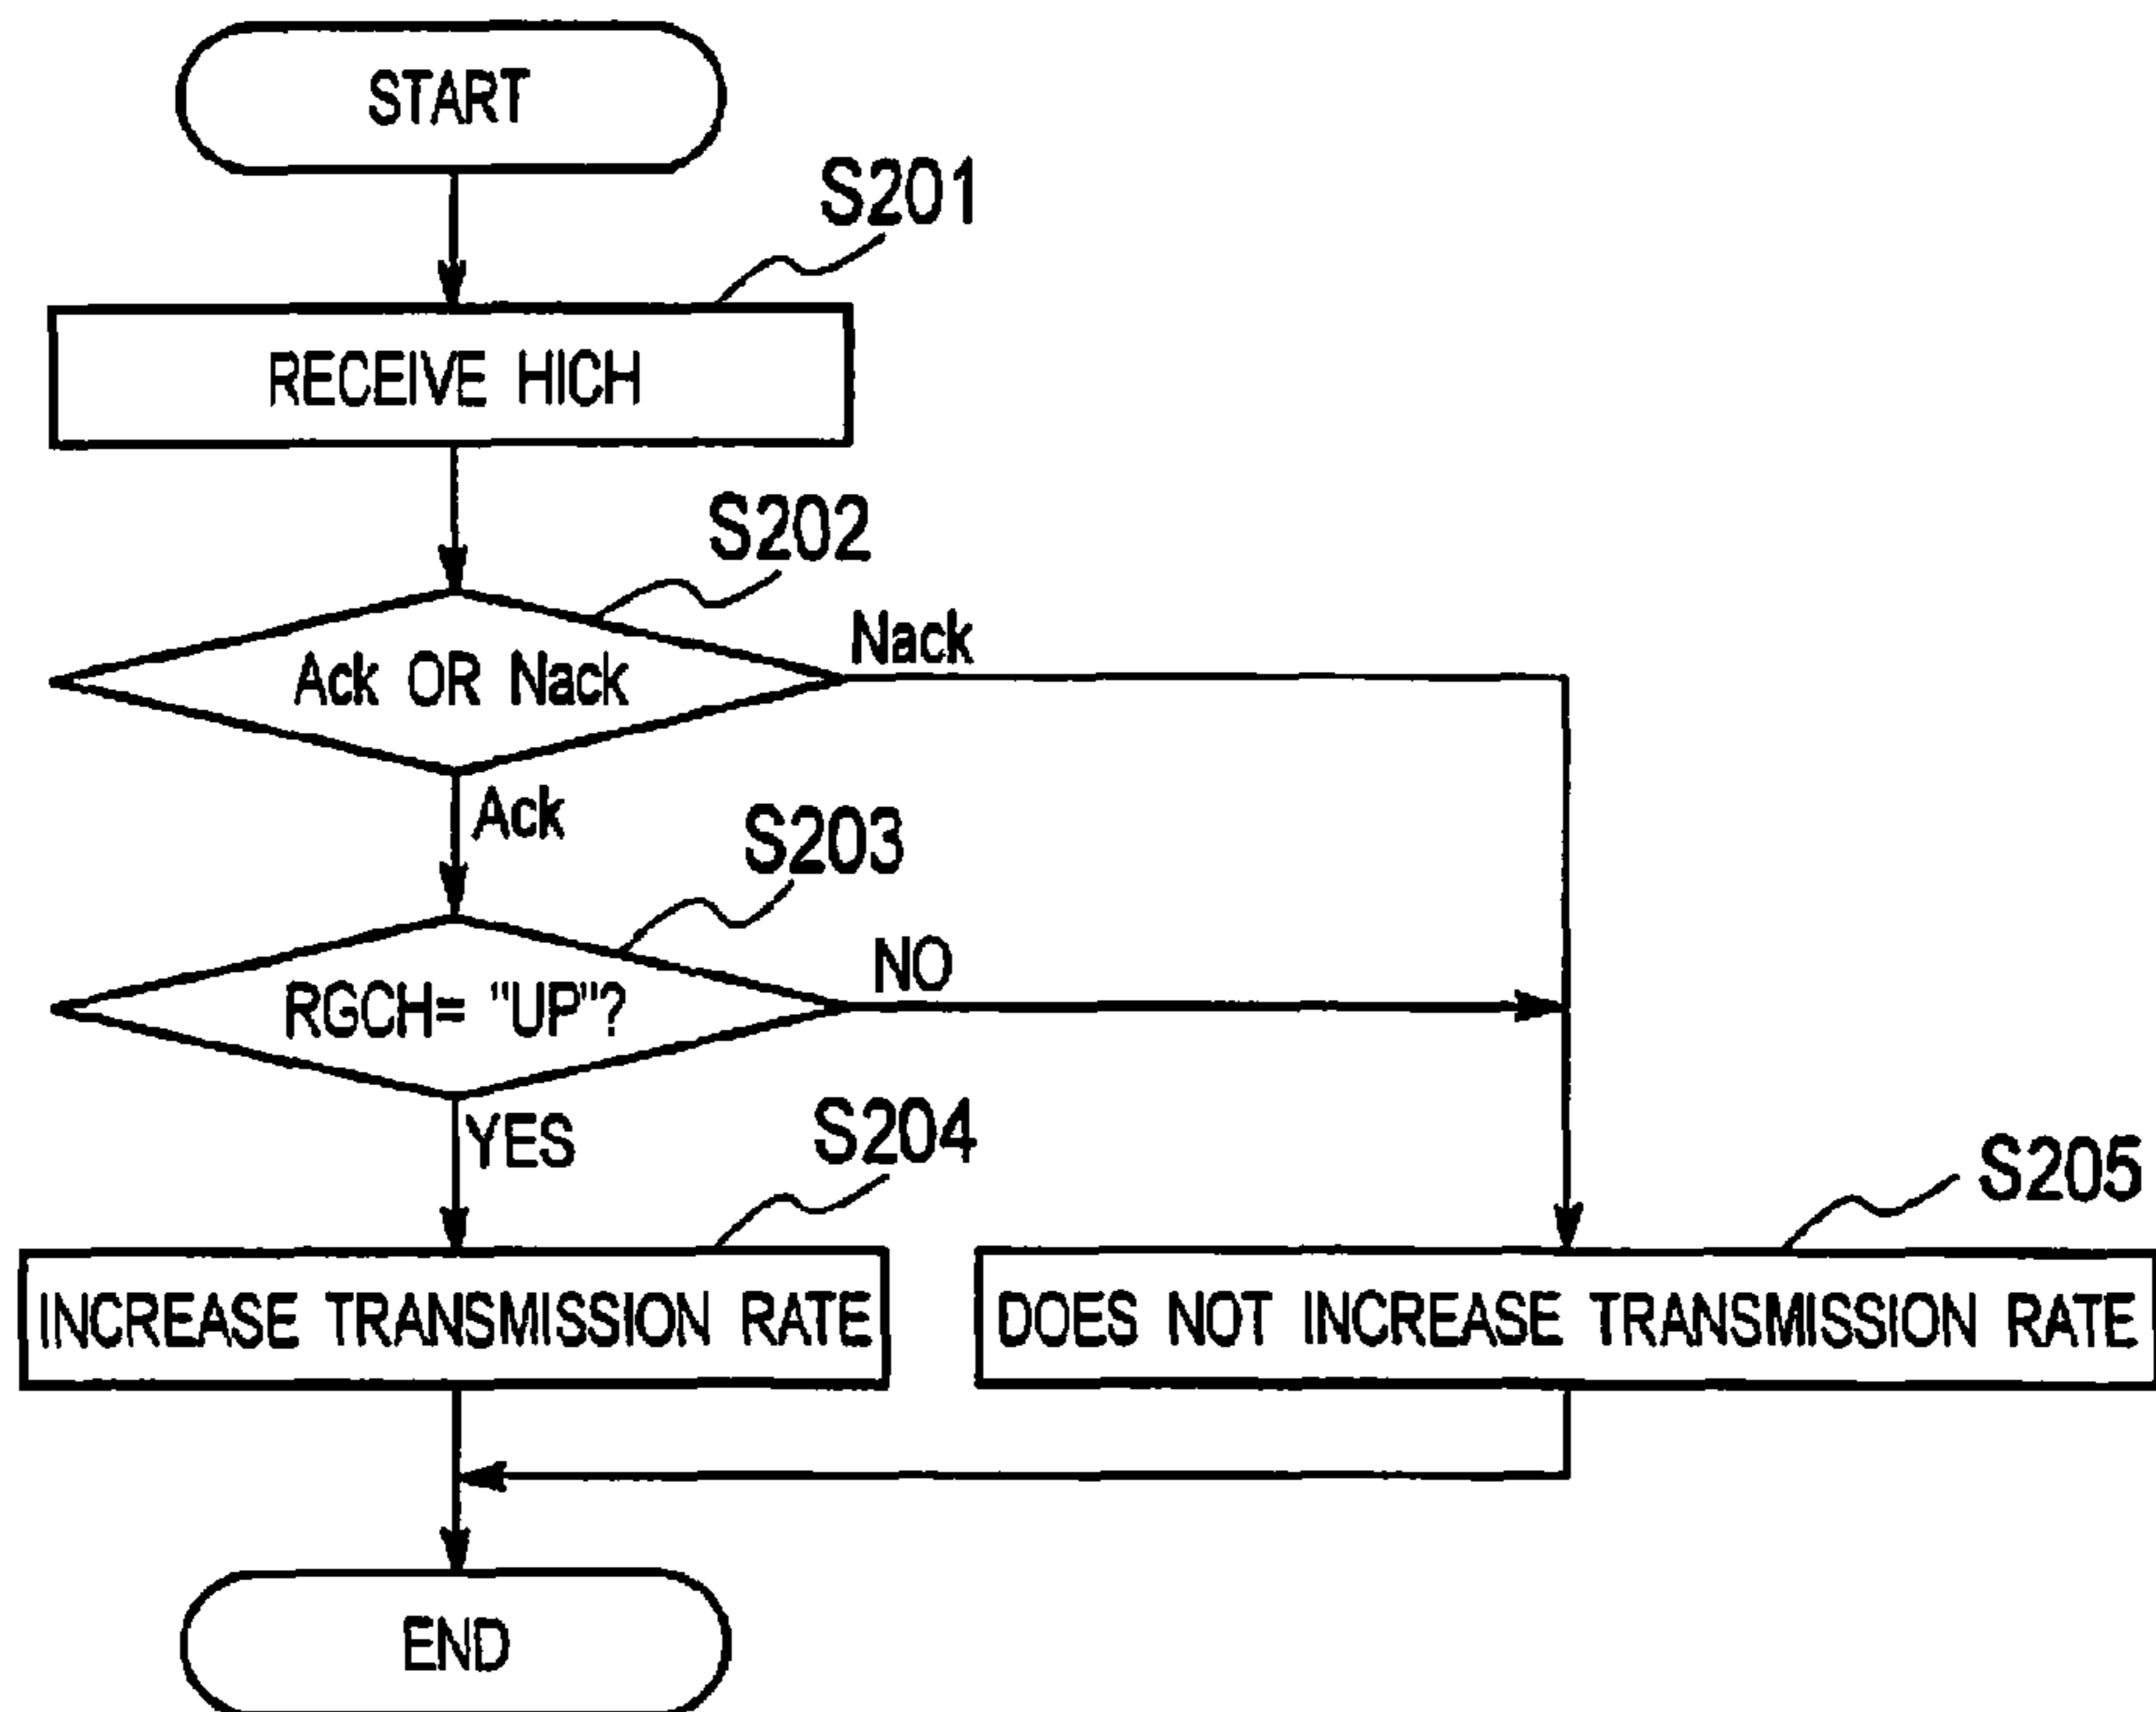 START
S201
RECEIVE HICH
S202
Ack OR Nack
Nack
Ack
S203
RGCH= "UP"?
NO
YES
S204
S205
INCREASE TRANSMISSION RATE
DOES NOT INCREASE TRANSMISSION RATE
END